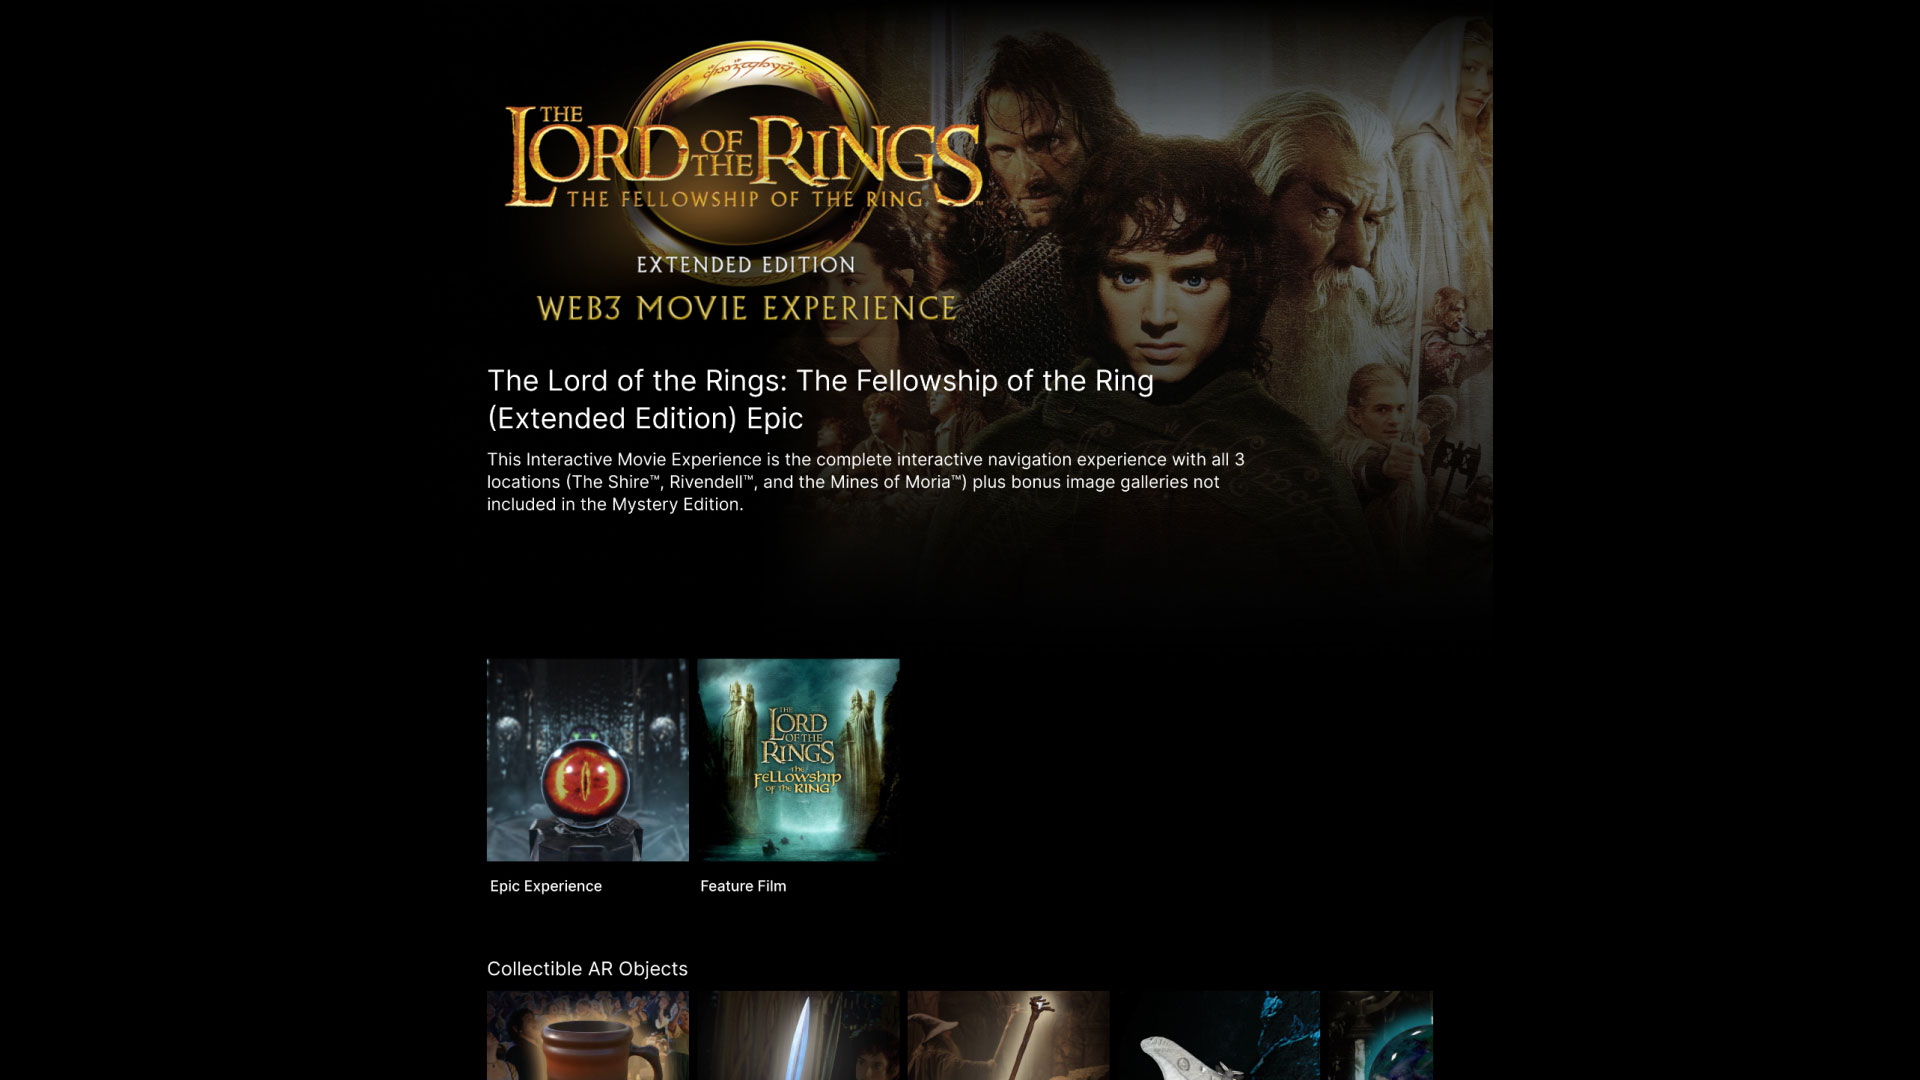 THE
LORD OF THE RINGS™
THE FELLOWSHIP OF THE RING
EXTENDED EDITION
WEB3 MOVIE EXPERIENCE
The Lord of the Rings: The Fellowship of the Ring
(Extended Edition) Epic
This Interactive Movie Experience is the complete interactive navigation experience with all 3
locations (The Shire™, Rivendell™, and the Mines of Moria™) plus bonus image galleries not
included in the Mystery Edition.
THE
LORD
OF THE
RINGS
THE
FELLOWSHIP
OF THE RING
Epic Experience
Feature Film
Collectible AR Objects